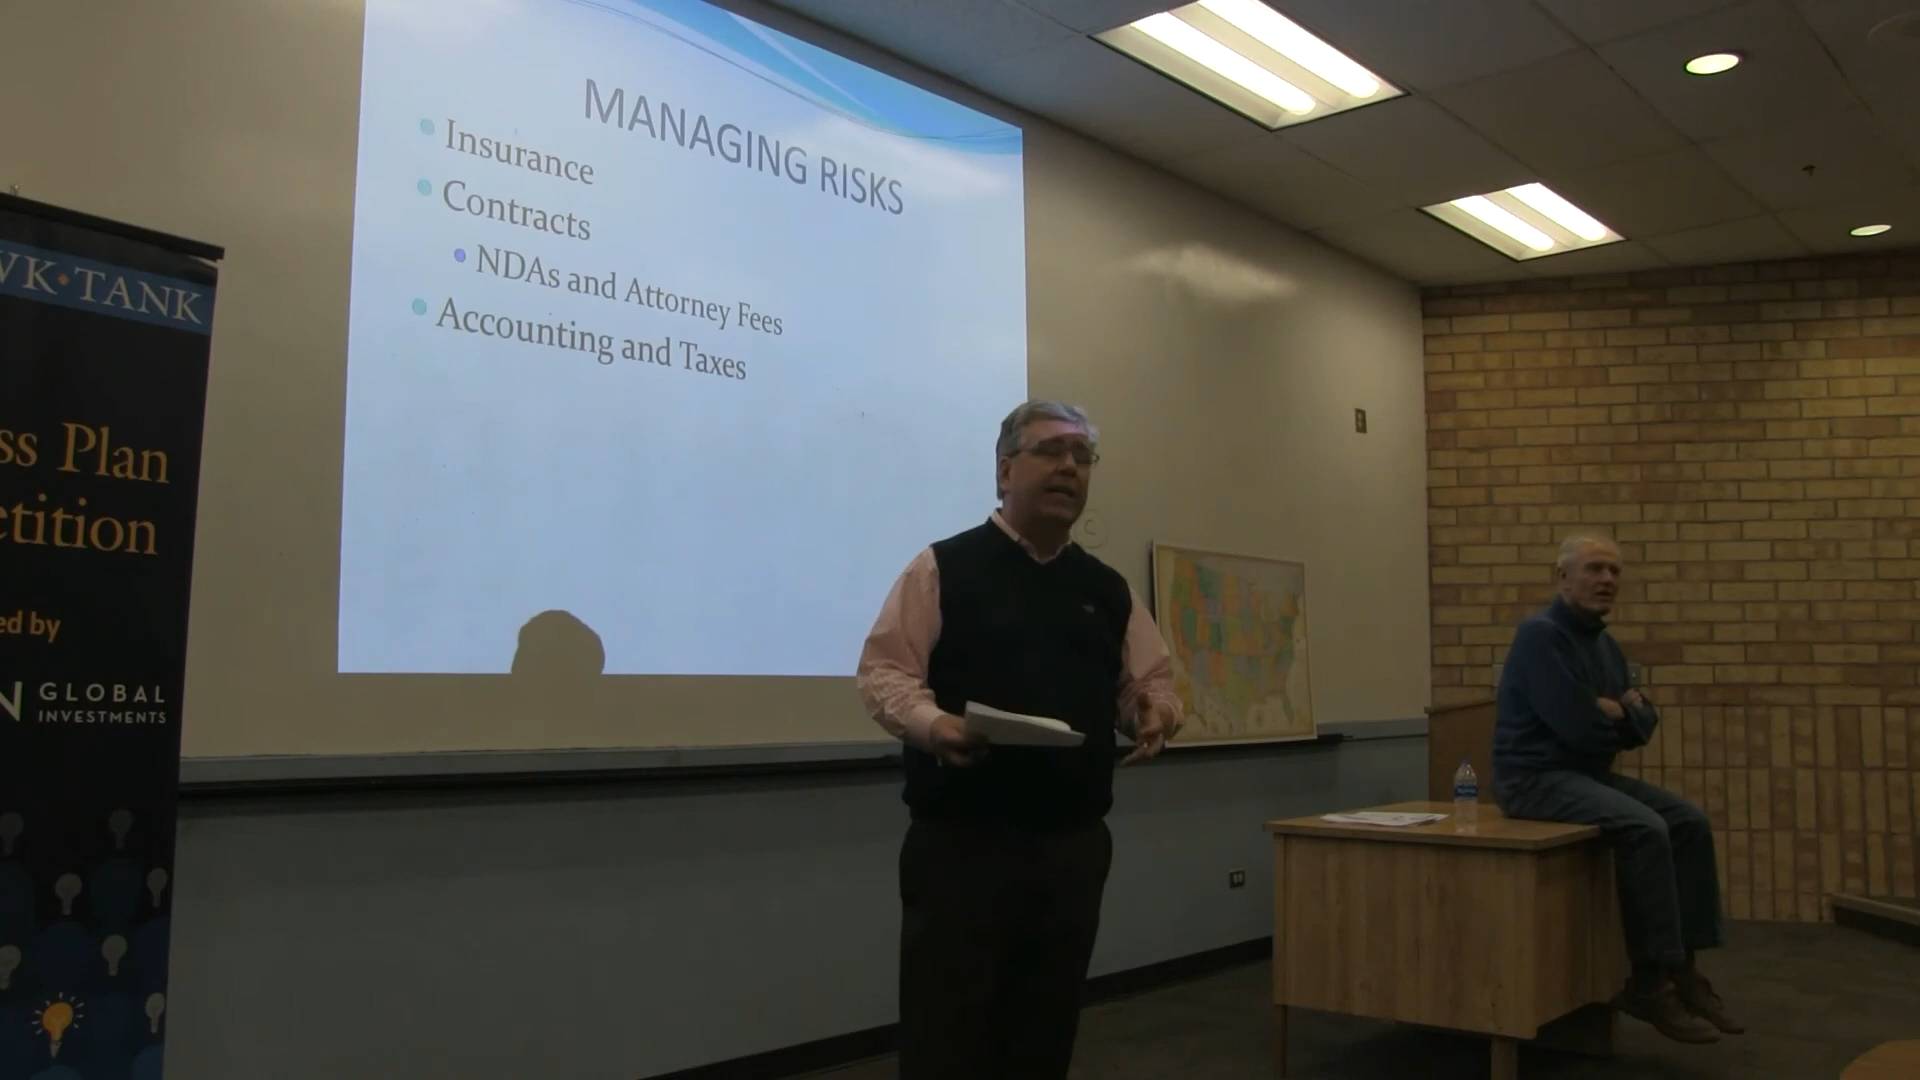 MANAGING RISKS
Insurance
Contracts
NDAs and Attorney Fees
Accounting and Taxes
WK•TANK
ss Plan
etition
ed by
N GLOBAL
INVESTMENTS
C